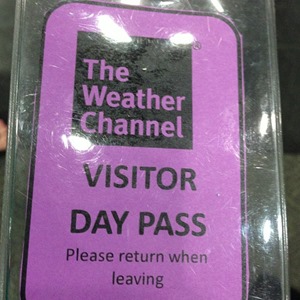 The
Weather
Channel
®
VISITOR
DAY PASS
Please return when
leaving